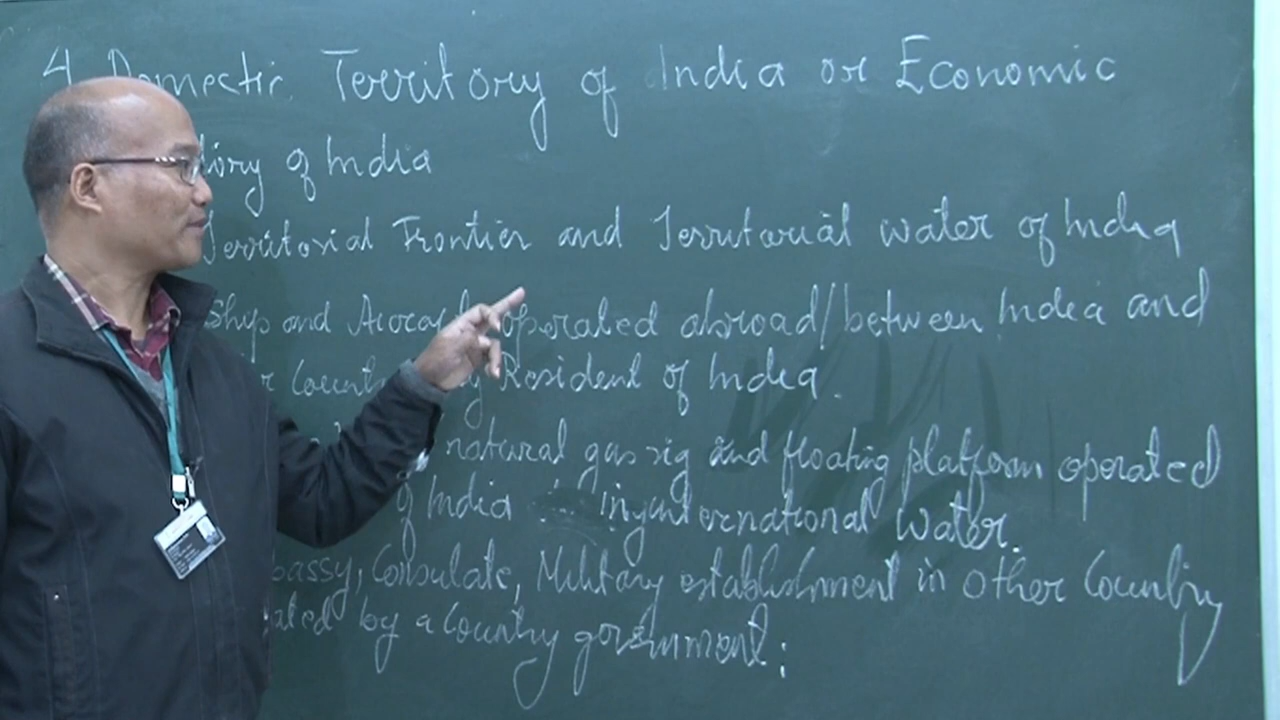 4 Domestic Territory of India or Economic
tory of India
Territorial Frontier and Territorial water of India
Ship and operated abroad/between India and
Resident of India.
natural gas rig and floating platform operated
of India in international water.
bassy, Consulate, Military establishment in other Country
ated by a Country government;